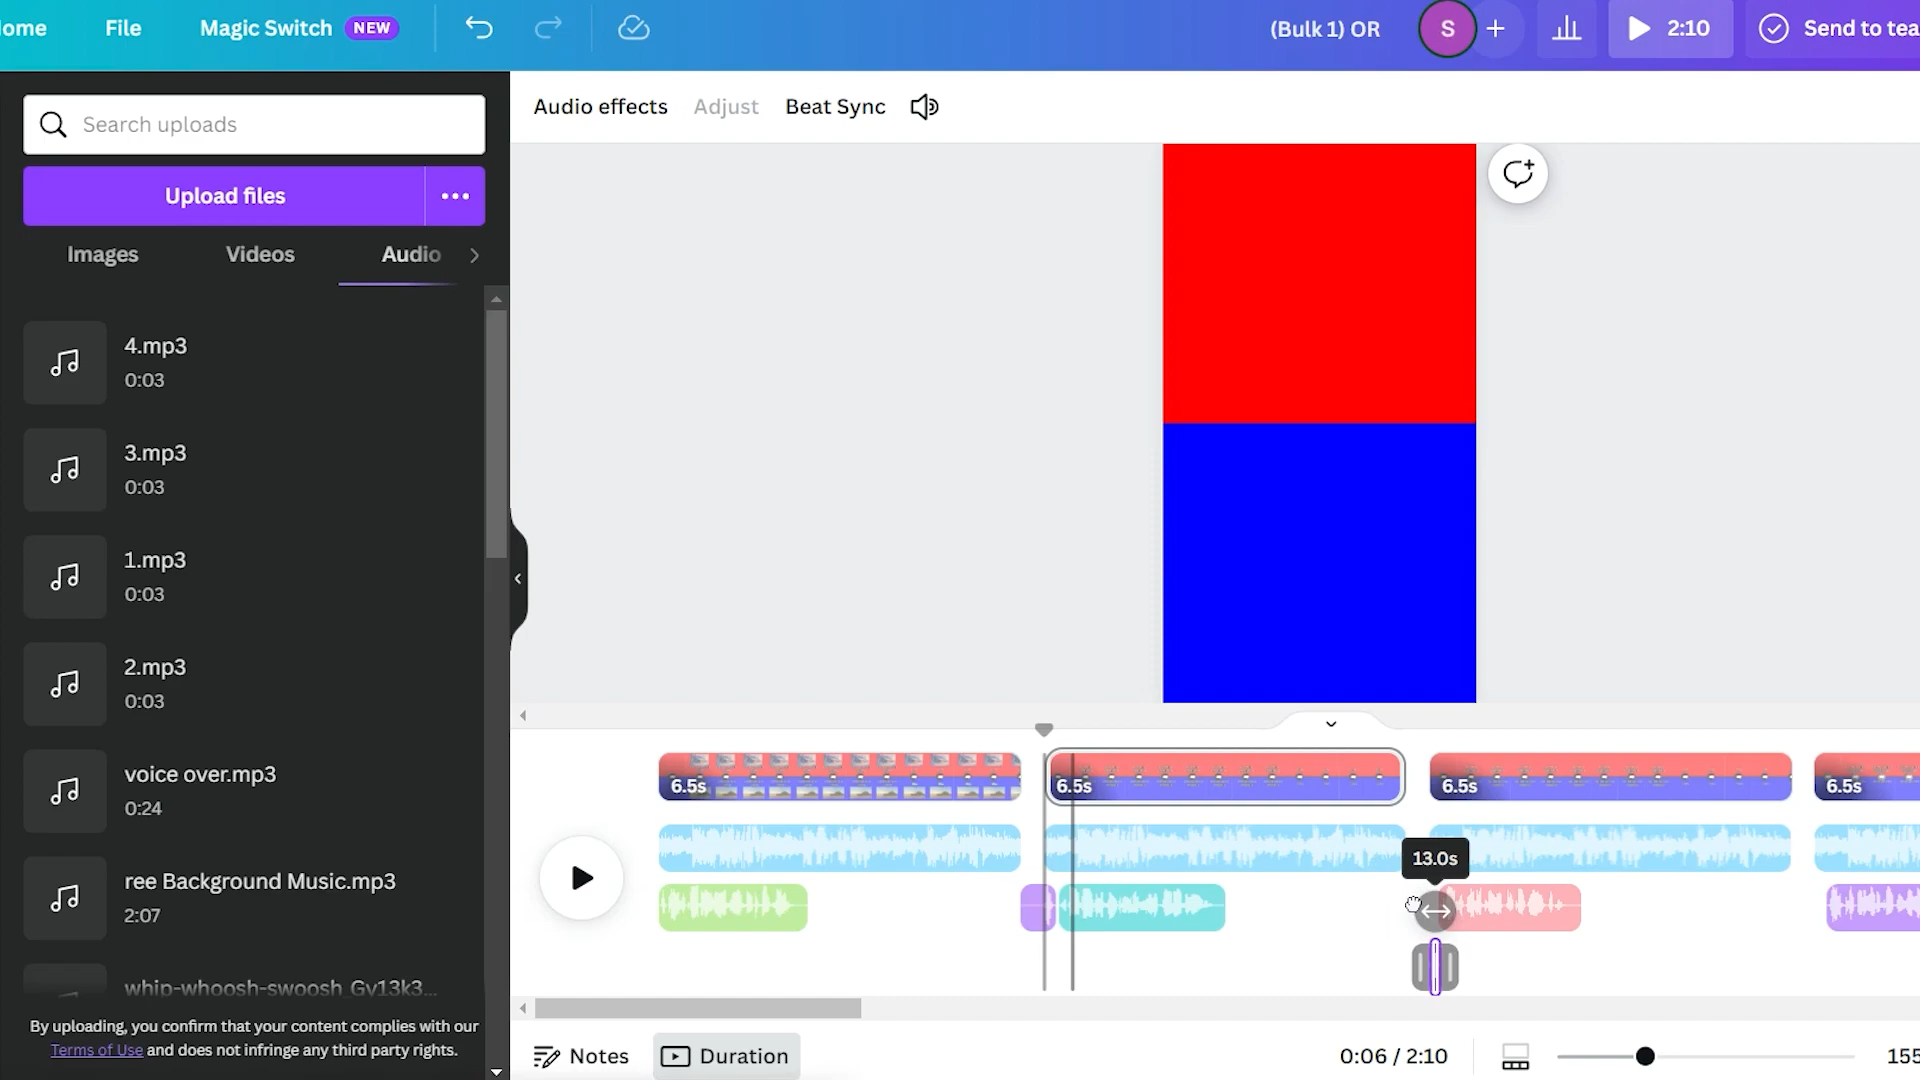 ome
File
Magic Switch
NEW
(Bulk 1) OR
S
2:10
Send to tea
Search uploads
Upload files
Images
Videos
Audio
Audio effects
Adjust
Beat Sync
4.mp3
0:03
3.mp3
0:03
1.mp3
0:03
2.mp3
0:03
voice over.mp3
0:24
ree Background Music.mp3
2:07
whip-whoosh-swoosh_Gy13k3...
By uploading, you confirm that your content complies with our
Terms of Use and does not infringe any third party rights.
6.5s
6.5s
6.5s
6.5s
13.0s
Notes
Duration
0:06 / 2:10
155